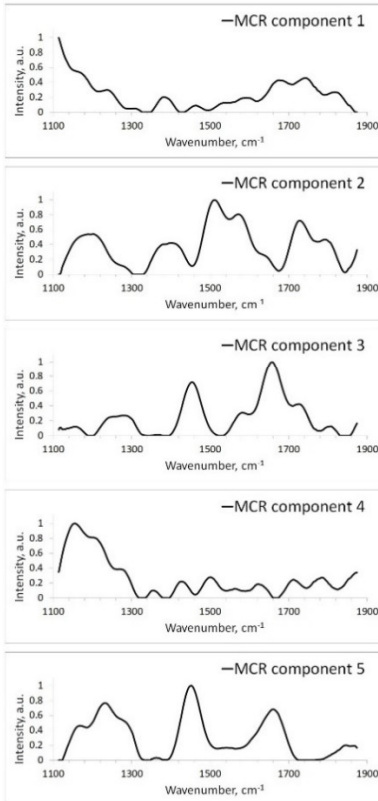 MCR component 1
Intensity, a.u.
1
0.8
0.6
0.4
0.2
0
1100 1300 1500 1700 1900
Wavenumber, cm-1
MCR component 2
Intensity, a.u.
1
0.8
0.6
0.4
0.2
0
1100 1300 1500 1700 1900
Wavenumber, cm-1
MCR component 3
Intensity, a.u.
1
0.8
0.6
0.4
0.2
0
1100 1300 1500 1700 1900
Wavenumber, cm-1
MCR component 4
Intensity, a.u.
1
0.8
0.6
0.4
0.2
0
1100 1300 1500 1700 1900
Wavenumber, cm-1
MCR component 5
Intensity, a.u.
1
0.8
0.6
0.4
0.2
0
1100 1300 1500 1700 1900
Wavenumber, cm-1